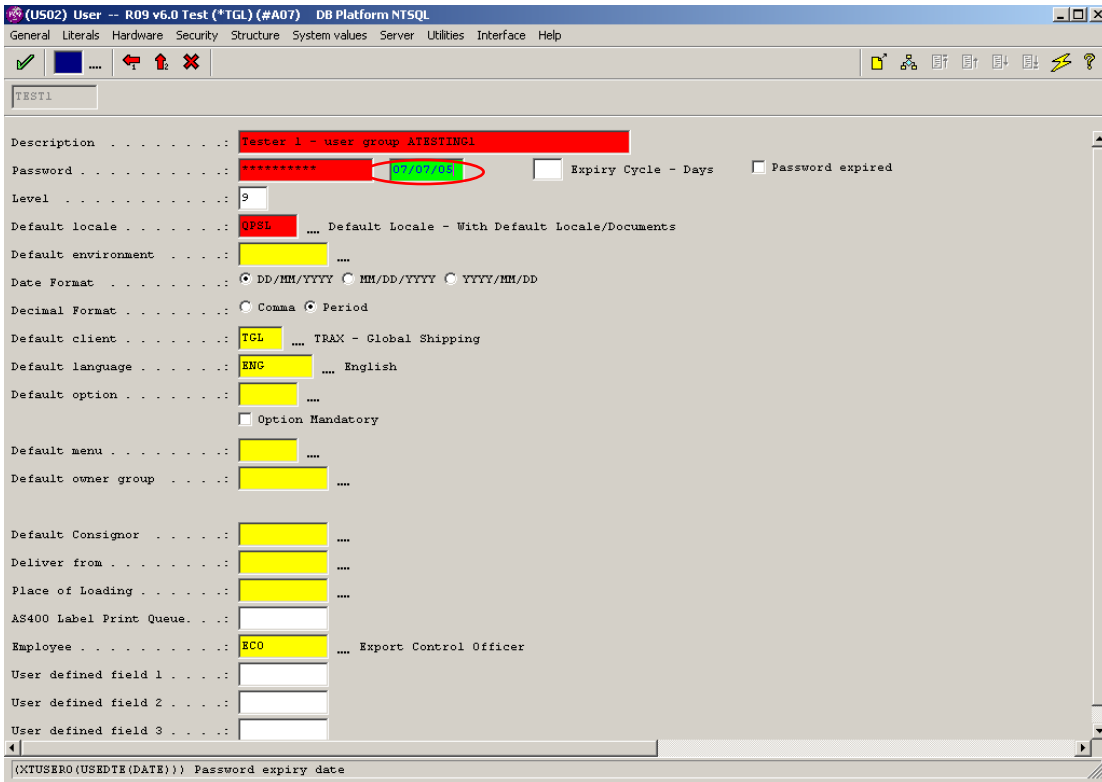 (US02) User -- R09 v6.0 Test (*TGL) (#A07) DB Platform NTSQL
General Literals Hardware Security Structure System values Server Utilities Interface Help
TEST1
Description . . . . . . . .: Tester 1 - user group ATESTING1
Password . . . . . . . . . .: ********** 07/07/05 Expiry Cycle - Days Password expired
Level . . . . . . . . . . .: 9
Default locale . . . . . . .: QPSL .... Default Locale - With Default Locale/Documents
Default environment . . . .: ....
Date Format . . . . . . . .: DD/MM/YYYY MM/DD/YYYY YYYY/MM/DD
Decimal Format . . . . . . .: Comma Period
Default client . . . . . . .: TGL .... TRAX - Global Shipping
Default language . . . . . .: ENG .... English
Default option . . . . . . .: ....
Option Mandatory
Default menu . . . . . . . .: ....
Default owner group . . . .: ....
Default Consignor . . . . .: ....
Deliver from . . . . . . . .: ....
Place of Loading . . . . . .: ....
AS400 Label Print Queue. . .:
Employee . . . . . . . . . .: ECO .... Export Control Officer
User defined field 1 . . . .:
User defined field 2 . . . .:
User defined field 3 . . . .:
(XTUSER0(USEDTE(DATE))) Password expiry date